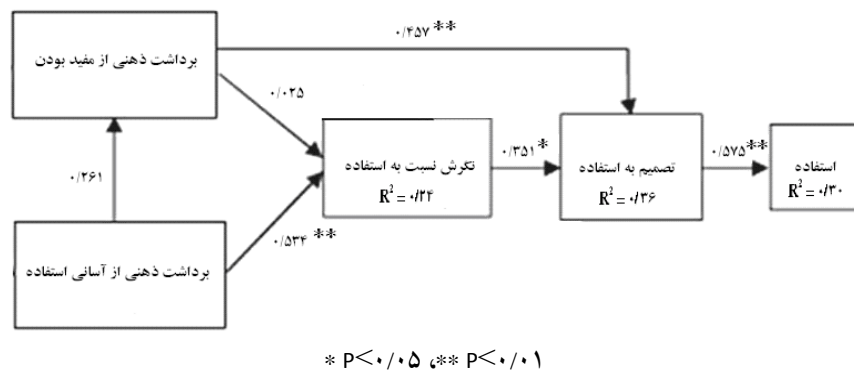 ۰/۴۵۷ **
برداشت ذهنی از مفید بودن
۰/۰۲۵
نگرش نسبت به استفاده
R² = ۰/۲۴
۰/۳۵۱ *
تصمیم به استفاده
R² = ۰/۳۶
۰/۵۷۵**
استفاده
R² = ۰/۳۰
۰/۲۶۱
۰/۵۳۴ **
برداشت ذهنی از آسانی استفاده
* P<۰/۰۵ ،** P<۰/۰۱